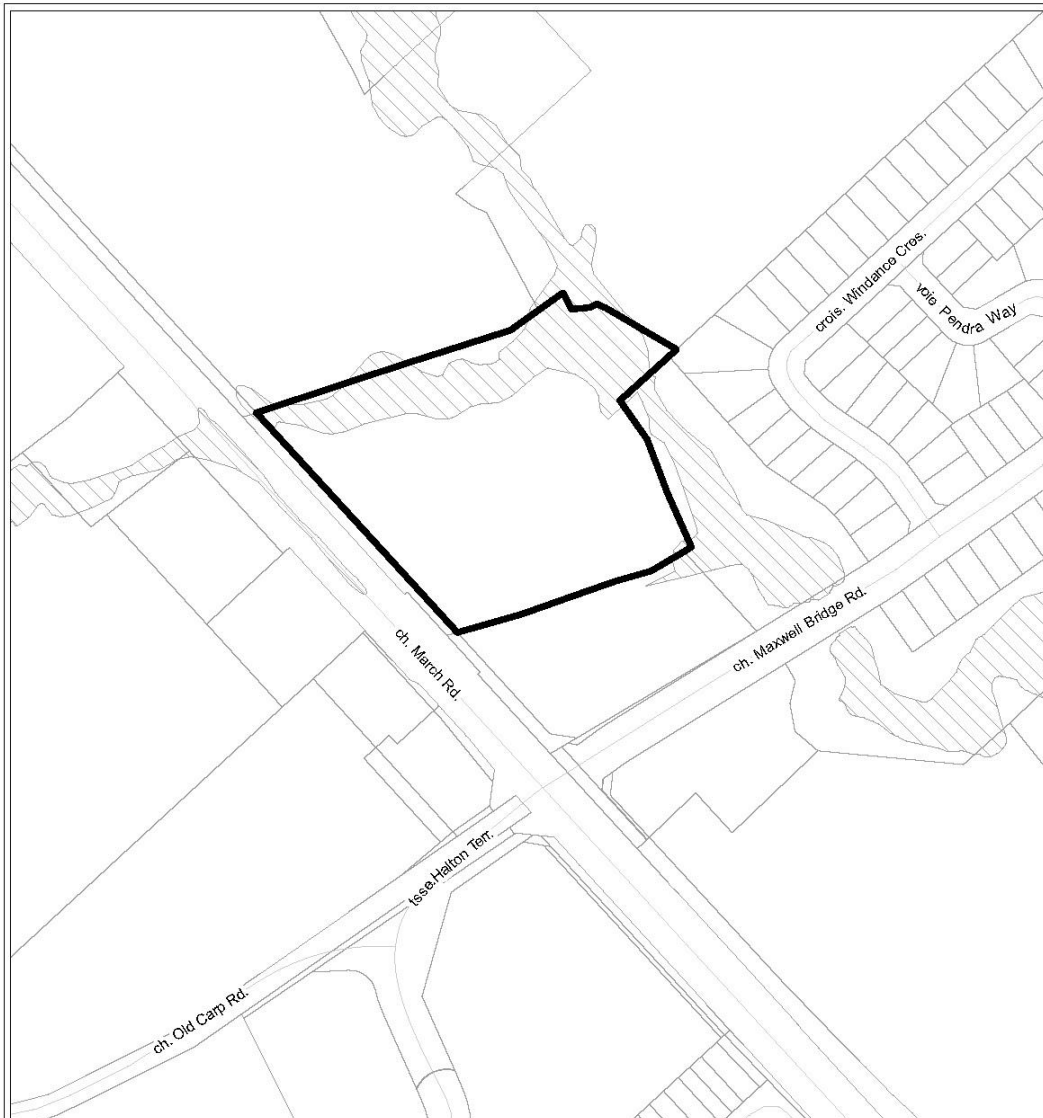 crois. Windance Cres.
voie Pendra Way
ch. Maxwell Bridge Rd.
ch. March Rd.
tsse.Halton Terr.
ch. Old Carp Rd.